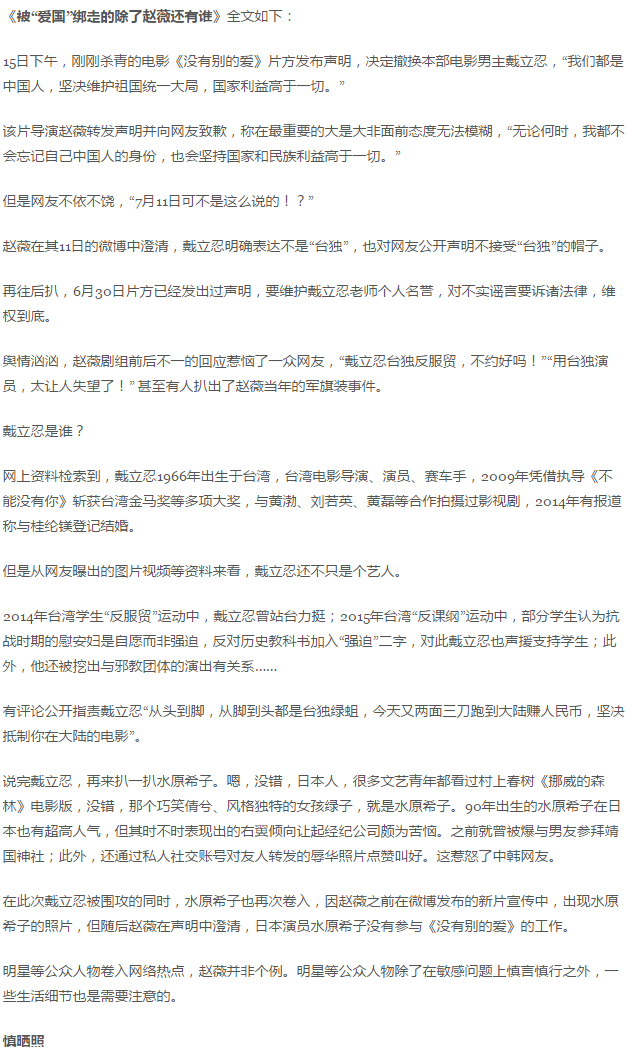 《被“爱国”绑走的除了赵薇还有谁》全文如下：
15日下午，刚刚杀青的电影《没有别的爱》片方发布声明，决定撤换本部电影男主戴立忍，“我们都是
中国人，坚决维护祖国统一大局，国家利益高于一切。”
该片导演赵薇转发声明并向网友致歉，称在最重要的大是大非面前态度无法模糊，“无论何时，我都不
会忘记自己中国人的身份，也会坚持国家和民族利益高于一切。”
但是网友不依不饶，“7月11日可不是这么说的！？”
赵薇在其11日的微博中澄清，戴立忍明确表达不是“台独”，也对网友公开声明不接受“台独”的帽子。
再往后扒，6月30日片方已经发出过声明，要维护戴立忍老师个人名誉，对不实谣言要诉诸法律，维
权到底。
舆情汹汹，赵薇剧组前后不一的回应惹恼了一众网友，“戴立忍台独反服贸，不约好吗！”“用台独演
员，太让人失望了！” 甚至有人扒出了赵薇当年的军旗装事件。
戴立忍是谁？
网上资料检索到，戴立忍1966年出生于台湾，台湾电影导演、演员、赛车手，2009年凭借执导《不
能没有你》斩获台湾金马奖等多项大奖，与黄渤、刘若英、黄磊等合作拍摄过影视剧，2014年有报道
称与桂纶镁登记结婚。
但是从网友曝出的图片视频等资料来看，戴立忍还不只是个艺人。
2014年台湾学生“反服贸”运动中，戴立忍曾站台力挺；2015年台湾“反课纲”运动中，部分学生认为抗
战时期的慰安妇是自愿而非强迫，反对历史教科书加入“强迫”二字，对此戴立忍也声援支持学生；此
外，他还被挖出与邪教团体的演出有关系……
有评论公开指责戴立忍“从头到脚，从脚到头都是台独绿蛆，今天又两面三刀跑到大陆赚人民币，坚决
抵制你在大陆的电影”。
说完戴立忍，再来扒一扒水原希子。嗯，没错，日本人，很多文艺青年都看过村上春树《挪威的森
林》电影版，没错，那个巧笑倩兮、风格独特的女孩绿子，就是水原希子。90年出生的水原希子在日
本也有超高人气，但其时不时表现出的右翼倾向让起经纪公司颇为苦恼。之前就曾被爆与男友参拜靖
国神社；此外，还通过私人社交账号对友人转发的辱华照片点赞叫好。这惹怒了中韩网友。
在此次戴立忍被围攻的同时，水原希子也再次卷入，因赵薇之前在微博发布的新片宣传中，出现水原
希子的照片，但随后赵薇在声明中澄清，日本演员水原希子没有参与《没有别的爱》的工作。
明星等公众人物卷入网络热点，赵薇并非个例。明星等公众人物除了在敏感问题上慎言慎行之外，一
些生活细节也是需要注意的。
慎晒照